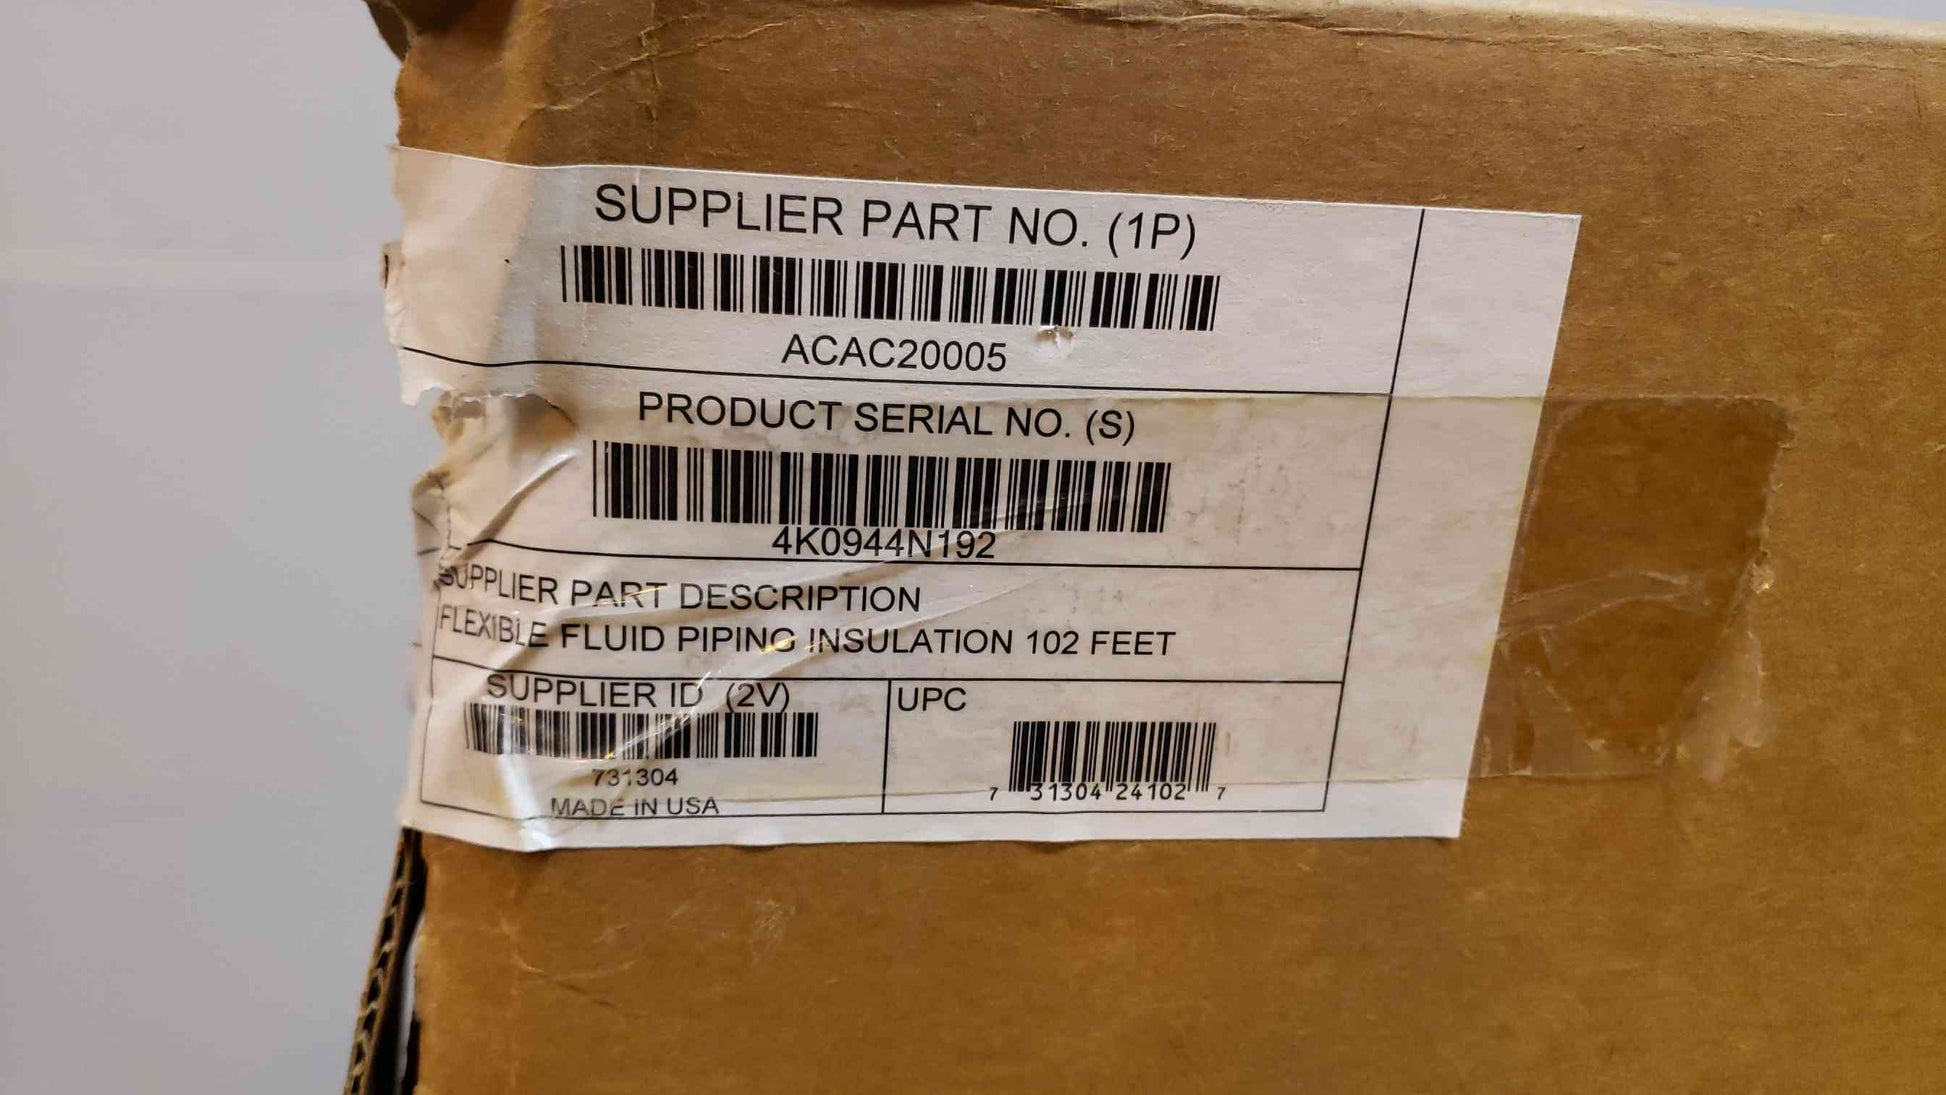 SUPPLIER PART NO. (1P)
ACAC20005
PRODUCT SERIAL NO. (S)
4K0944N192
SUPPLIER PART DESCRIPTION
FLEXIBLE FLUID PIPING INSULATION 102 FEET
SUPPLIER ID (2V)
731304
MADE IN USA
UPC
7 31304 24102 7